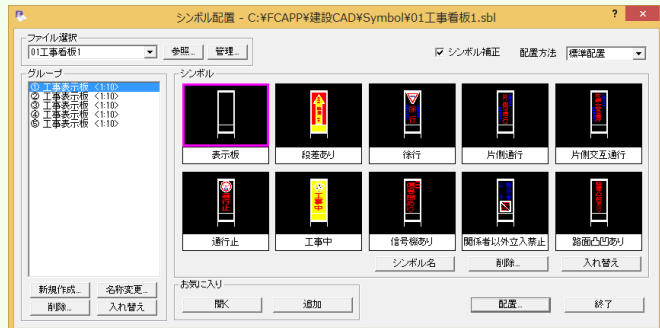 シンボル配置 - C:¥FCAPP¥建設CAD¥Symbol¥01工事看板1.sbl
? ×
ファイル選択
01工事看板1
参照...
管理...
シンボル補正
配置方法
標準配置
グループ
① 工事表示板 <1:10>
② 工事表示板 <1:10>
③ 工事表示板 <1:10>
④ 工事表示板 <1:10>
⑤ 工事表示板 <1:10>
シンボル
表示板
段差あり
徐行
片側通行
片側交互通行
通行止
工事中
信号機あり
関係者以外立入禁止
路面凸凹あり
シンボル名
削除...
入れ替え
新規作成...
名称変更...
削除...
入れ替え
お気に入り
開く
追加
配置...
終了